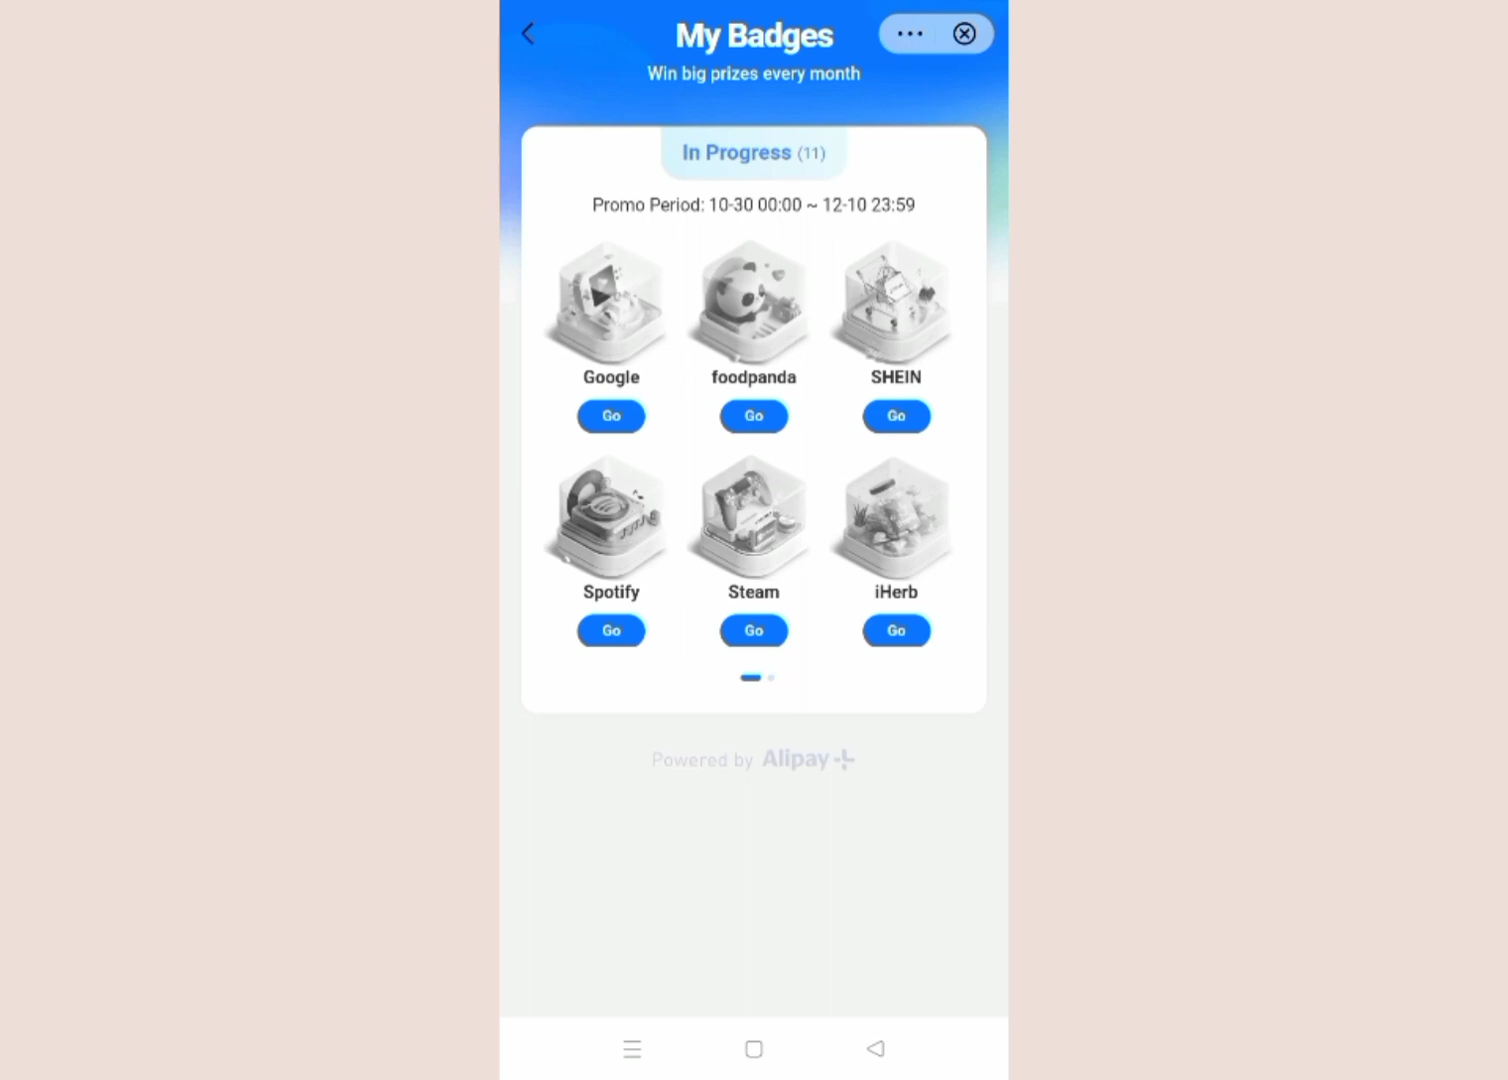 My Badges
Win big prizes every month
In Progress (11)
Promo Period: 10-30 00:00 ~ 12-10 23:59
Google foodpanda SHEIN
Go Go Go
Spotify Steam iHerb
Go Go Go
Powered by Alipay+